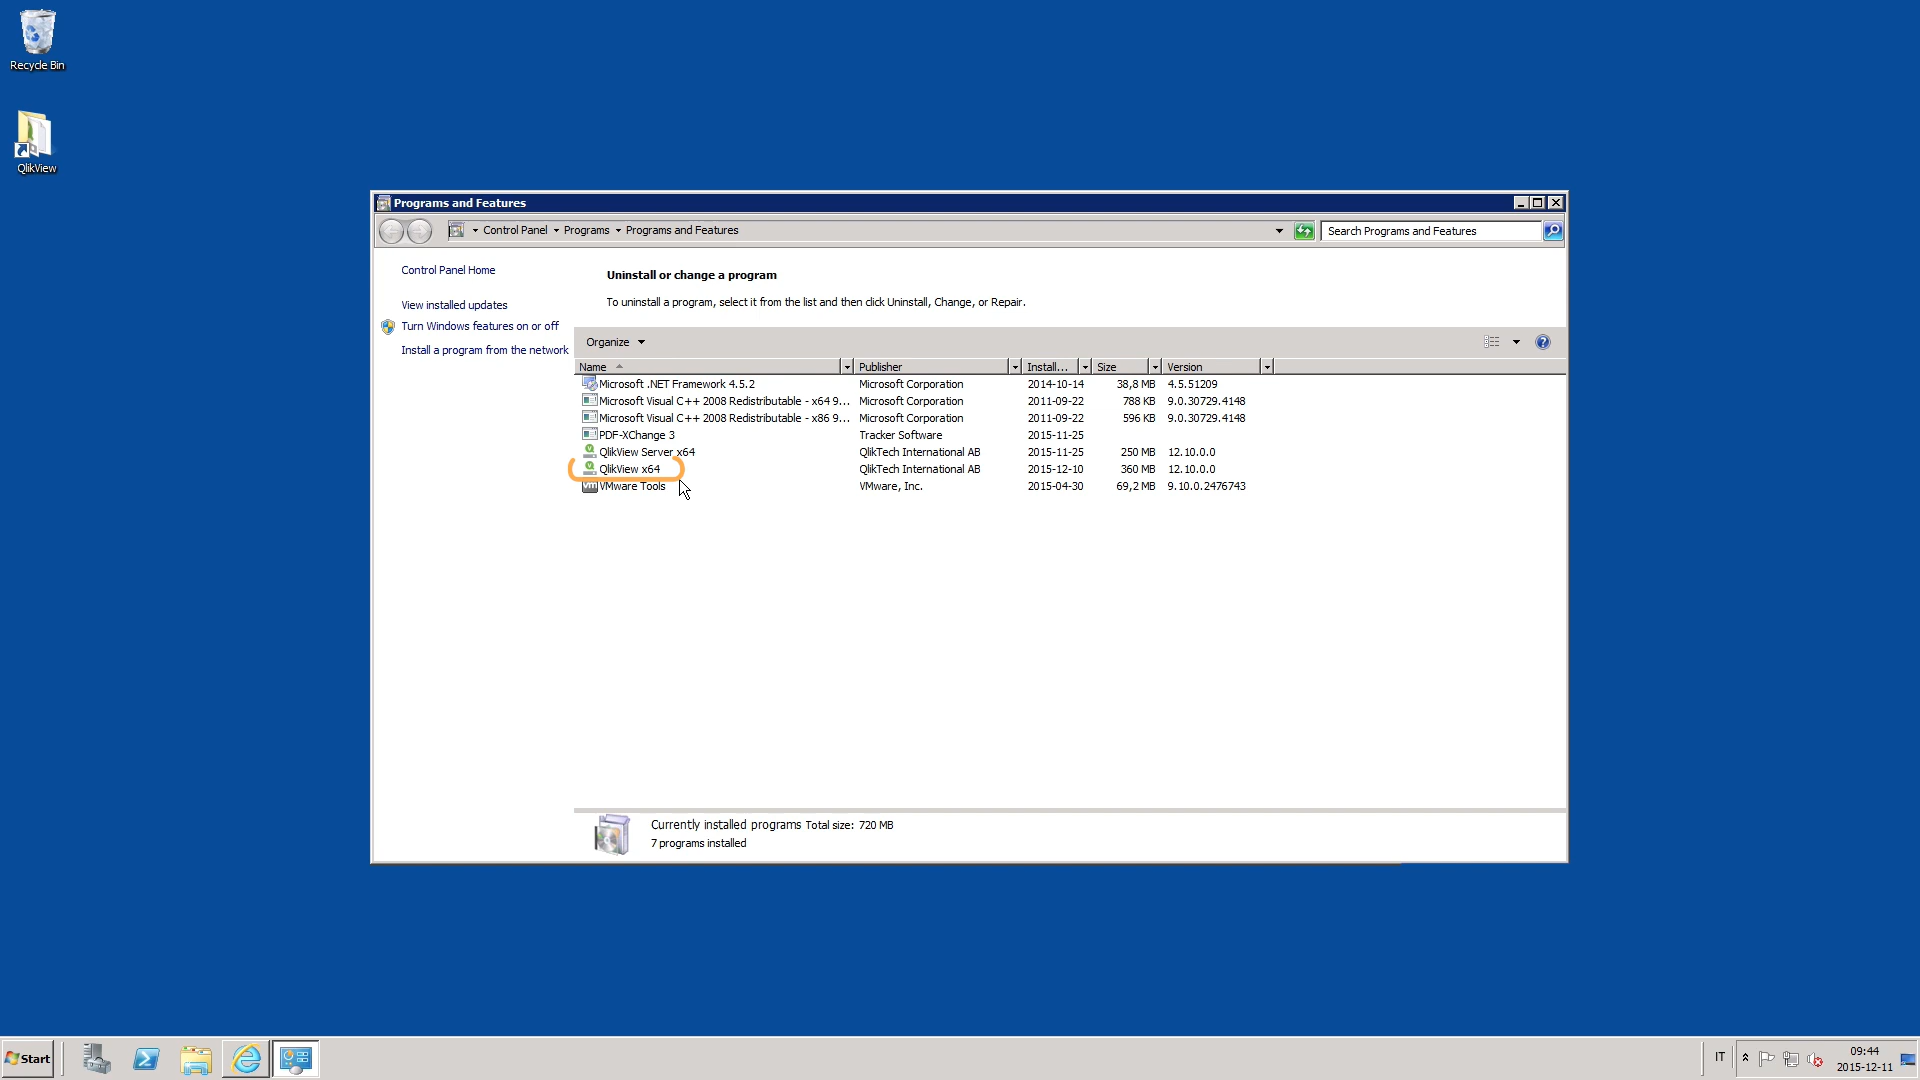 Recycle Bin
QlikView
Programs and Features
Control Panel Programs Programs and Features
Search Programs and Features
Control Panel Home
View installed updates
Turn Windows features on or off
Install a program from the network
Uninstall or change a program
To uninstall a program, select it from the list and then click Uninstall, Change, or Repair.
Organize
Name Publisher Install... Size Version
Microsoft .NET Framework 4.5.2 Microsoft Corporation 2014-10-14 38,8 MB 4.5.51209
Microsoft Visual C++ 2008 Redistributable - x64 9... Microsoft Corporation 2011-09-22 788 KB 9.0.30729.4148
Microsoft Visual C++ 2008 Redistributable - x86 9... Microsoft Corporation 2011-09-22 596 KB 9.0.30729.4148
PDF-XChange 3 Tracker Software 2015-11-25
QlikView Server x64 QlikTech International AB 2015-11-25 250 MB 12.10.0.0
QlikView x64 QlikTech International AB 2015-12-10 360 MB 12.10.0.0
VMware Tools VMware, Inc. 2015-04-30 69,2 MB 9.10.0.2476743
Currently installed programs Total size: 720 MB
7 programs installed
Start
IT
09:44
2015-12-11